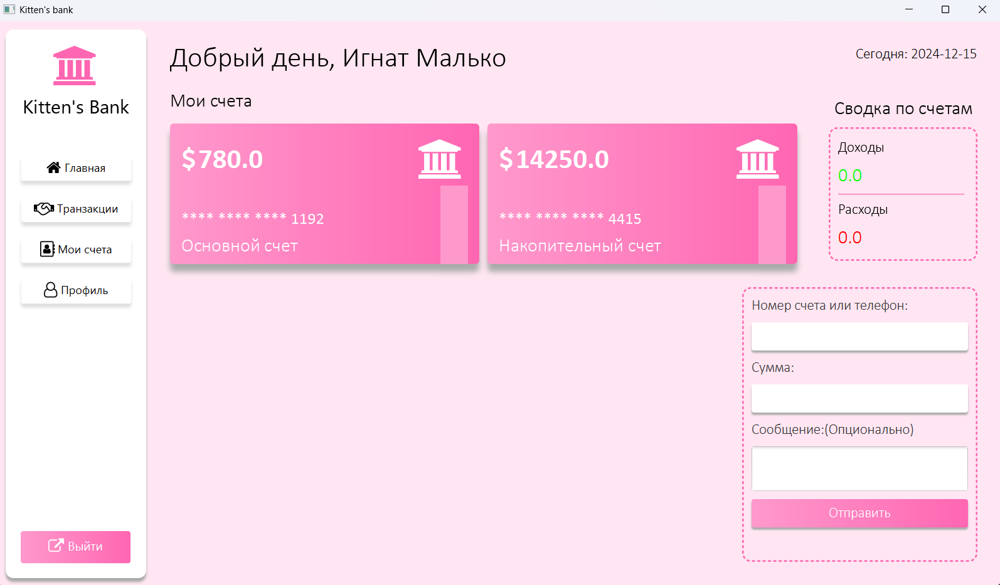 Kitten's bank
Kitten's Bank
Главная
Транзакции
Мои счета
Профиль
Выйти
Добрый день, Игнат Малько
Сегодня: 2024-12-15
Мои счета
$780.0
**** **** **** 1192
Основной счет
$14250.0
**** **** **** 4415
Накопительный счет
Сводка по счетам
Доходы
0.0
Расходы
0.0
Номер счета или телефон:
Сумма:
Сообщение:(Опционально)
Отправить